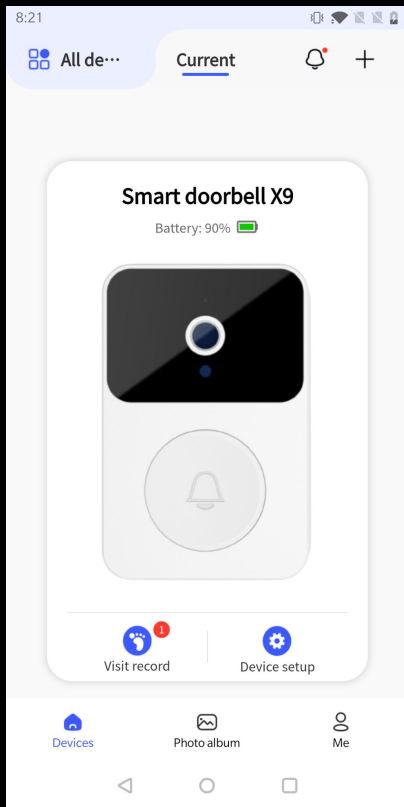 8:21
All de···
Current
Smart doorbell X9
Battery: 90%
1
Visit record
Device setup
Devices
Photo album
Me